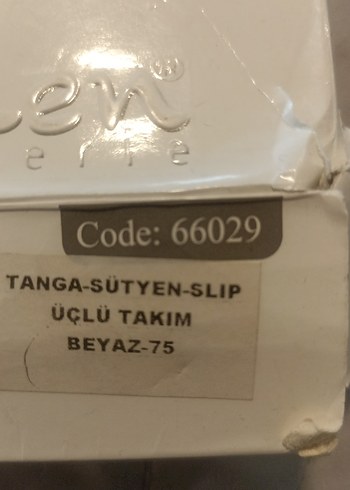 Code: 66029
TANGA-SÜTYEN-SLIP
ÜÇLÜ TAKIM
BEYAZ-75